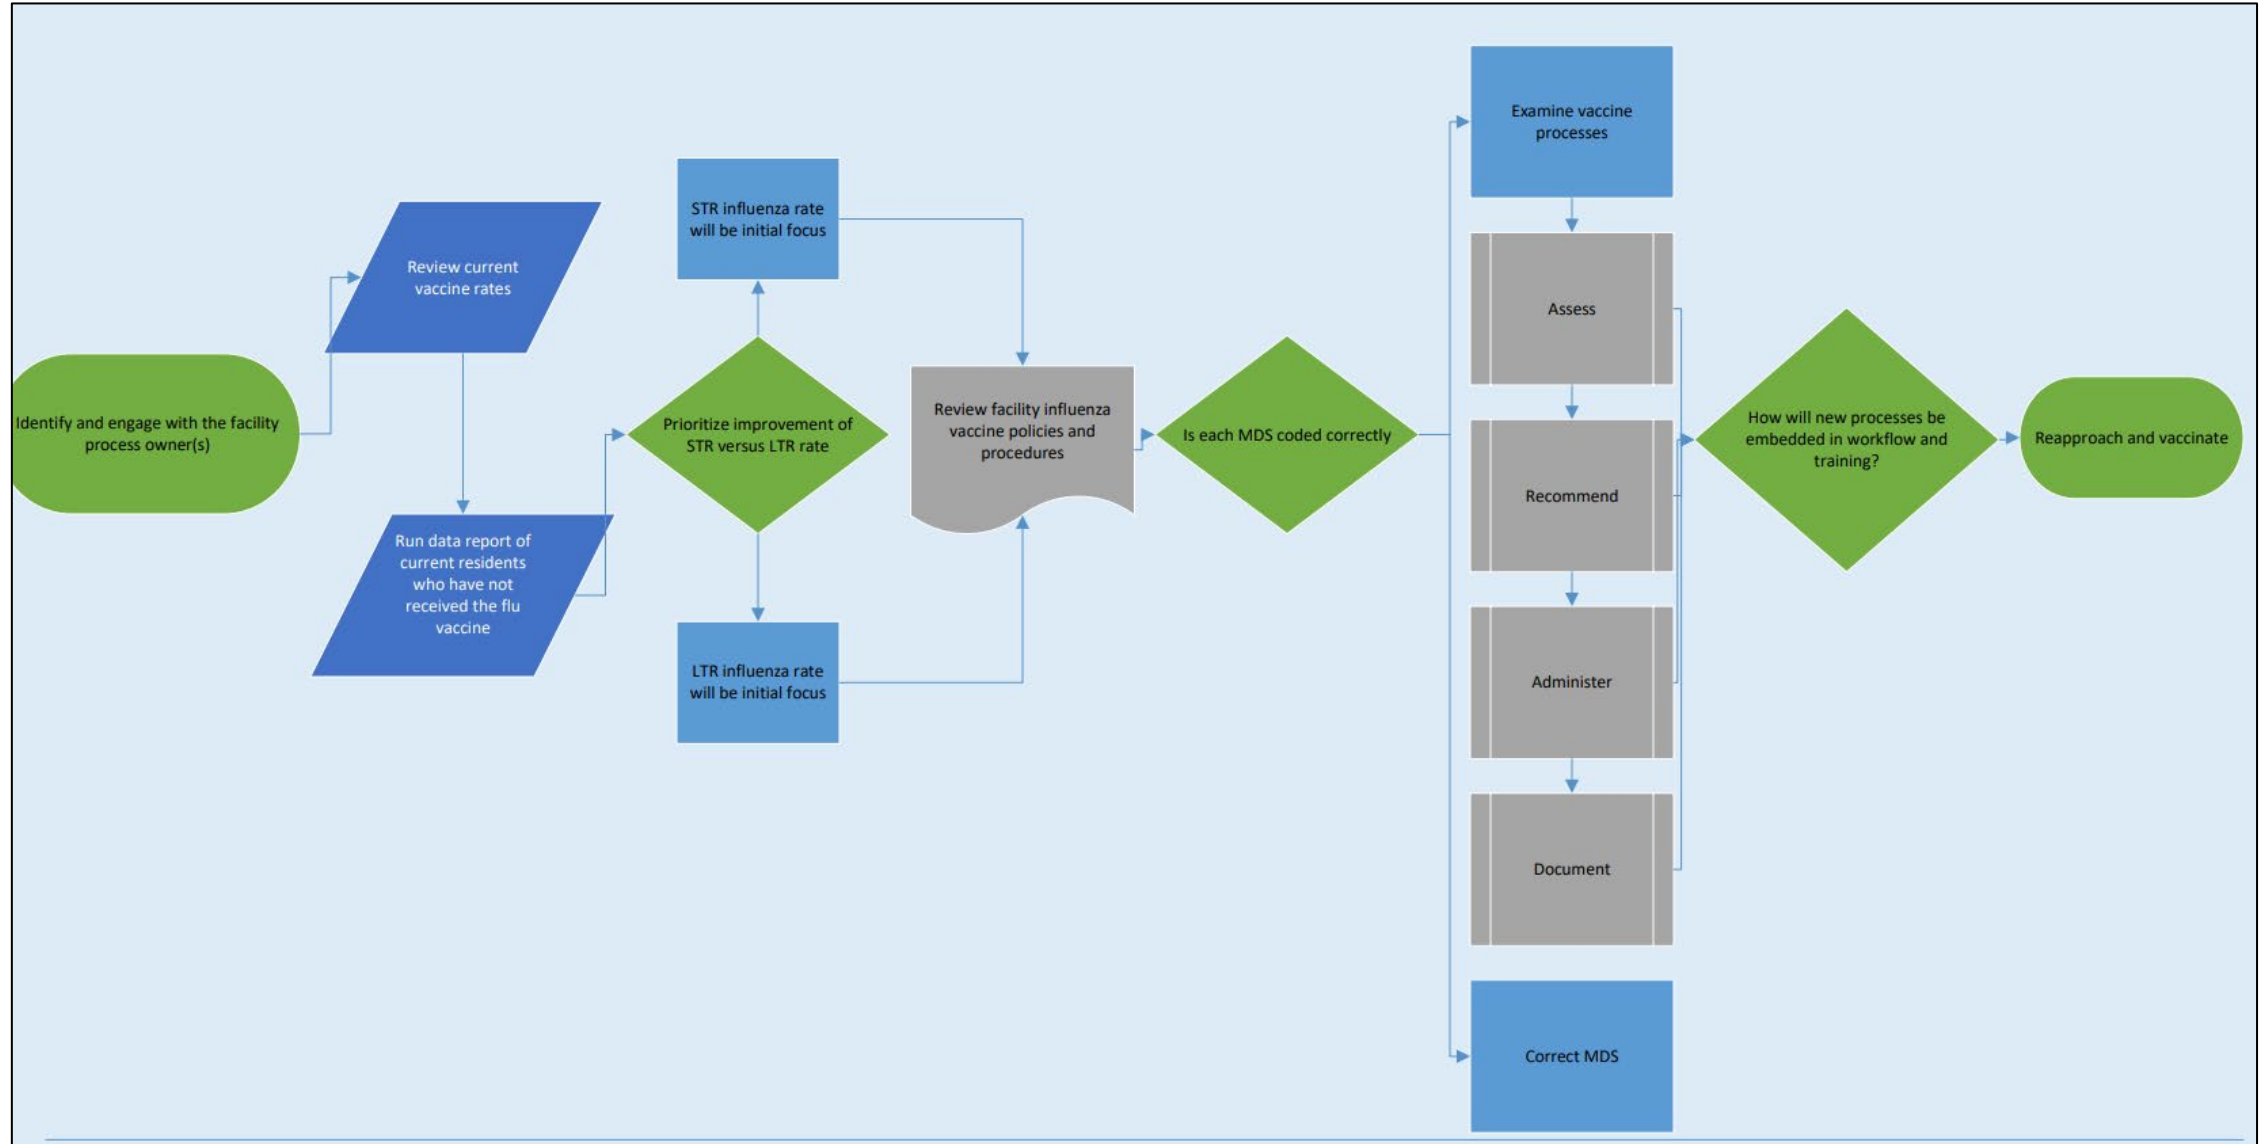 Identify and engage with the facility
process owner(s)
Review current
vaccine rates
Run data report of
current residents
who have not
received the flu
vaccine
STR influenza rate
will be initial focus
Prioritize improvement of
STR versus LTR rate
LTR influenza rate
will be initial focus
Review facility influenza
vaccine policies and
procedures
Is each MDS coded correctly
Examine vaccine
processes
Assess
Recommend
Administer
Document
Correct MDS
How will new processes be
embedded in workflow and
training?
Reapproach and vaccinate